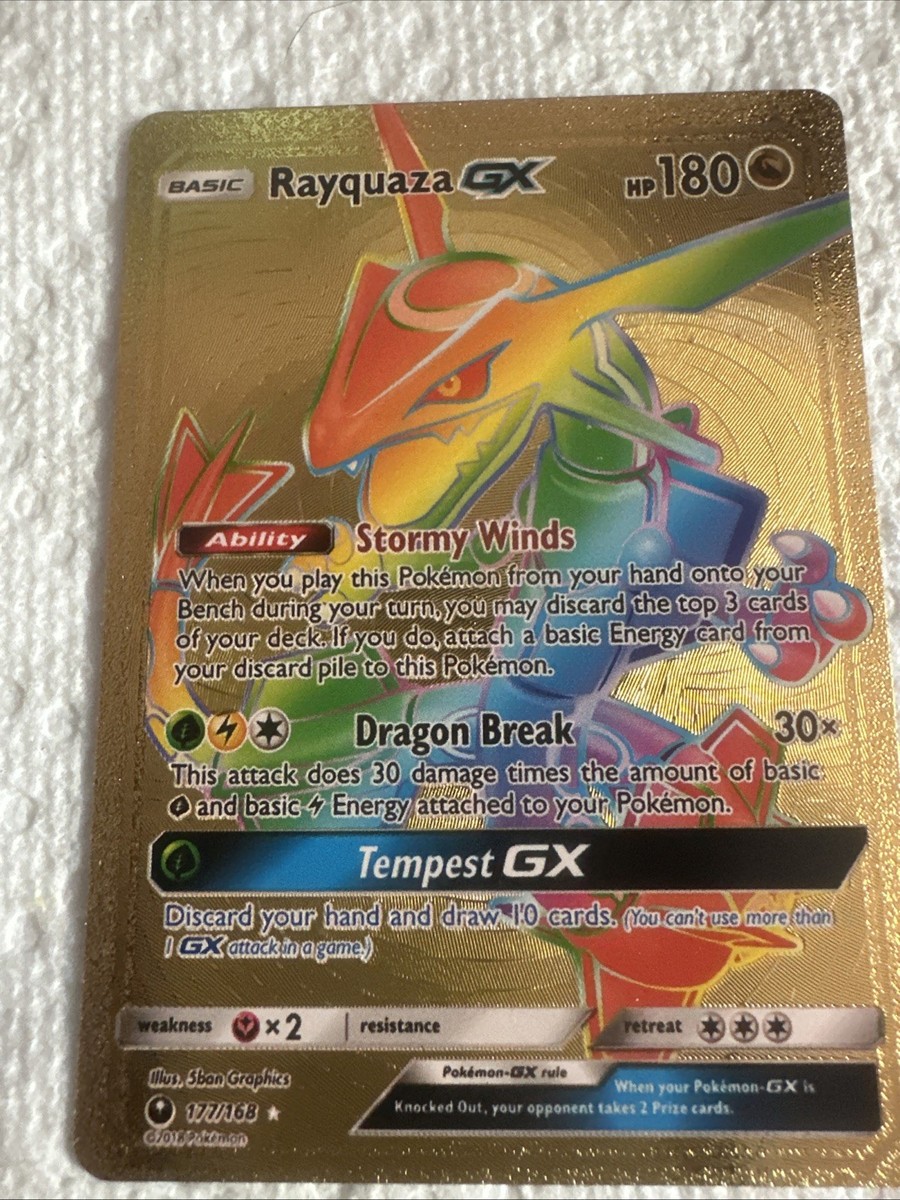 BASIC Rayquaza GX HP 180
Ability Stormy Winds
When you play this Pokémon from your hand onto your
Bench during your turn, you may discard the top 3 cards
of your deck. If you do, attach a basic Energy card from
your discard pile to this Pokémon.
Dragon Break 30×
This attack does 30 damage times the amount of basic
and basic Energy attached to your Pokémon.
Tempest GX
Discard your hand and draw 10 cards. (You can't use more than
1 GX attack in a game.)
weakness ×2 resistance retreat
Illus. 5ban Graphics
Pokémon-GX rule
When your Pokémon-GX is
Knocked Out, your opponent takes 2 Prize cards.
177/168
©2018 Pokémon